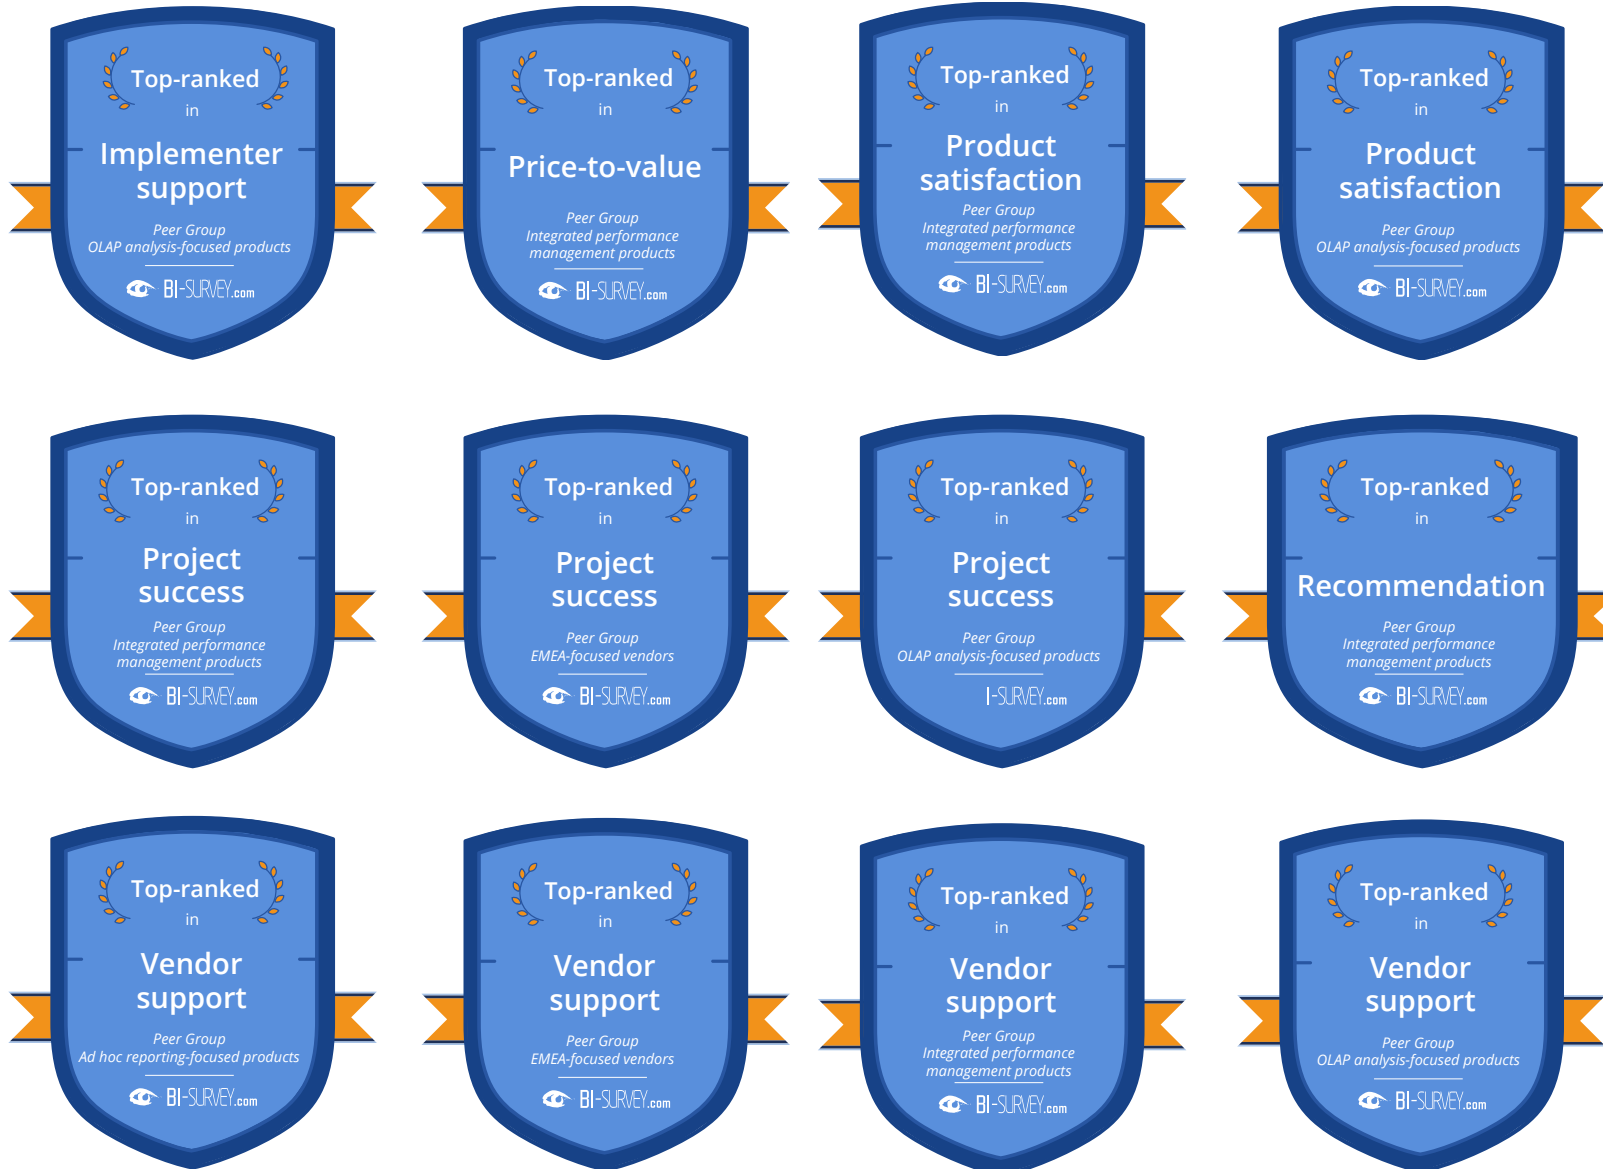 Top-ranked
in
Implementer
support
Peer Group
OLAP analysis-focused products
BI-SURVEY.com
Top-ranked
in
Price-to-value
Peer Group
Integrated performance
management products
BI-SURVEY.com
Top-ranked
in
Product
satisfaction
Peer Group
Integrated performance
management products
BI-SURVEY.com
Top-ranked
in
Product
satisfaction
Peer Group
OLAP analysis-focused products
BI-SURVEY.com
Top-ranked
in
Project
success
Peer Group
Integrated performance
management products
BI-SURVEY.com
Top-ranked
in
Project
success
Peer Group
EMEA-focused vendors
BI-SURVEY.com
Top-ranked
in
Project
success
Peer Group
OLAP analysis-focused products
I-SURVEY.com
Top-ranked
in
Recommendation
Peer Group
Integrated performance
management products
BI-SURVEY.com
Top-ranked
in
Vendor
support
Peer Group
Ad hoc reporting-focused products
BI-SURVEY.com
Top-ranked
in
Vendor
support
Peer Group
EMEA-focused vendors
BI-SURVEY.com
Top-ranked
in
Vendor
support
Peer Group
Integrated performance
management products
BI-SURVEY.com
Top-ranked
in
Vendor
support
Peer Group
OLAP analysis-focused products
BI-SURVEY.com